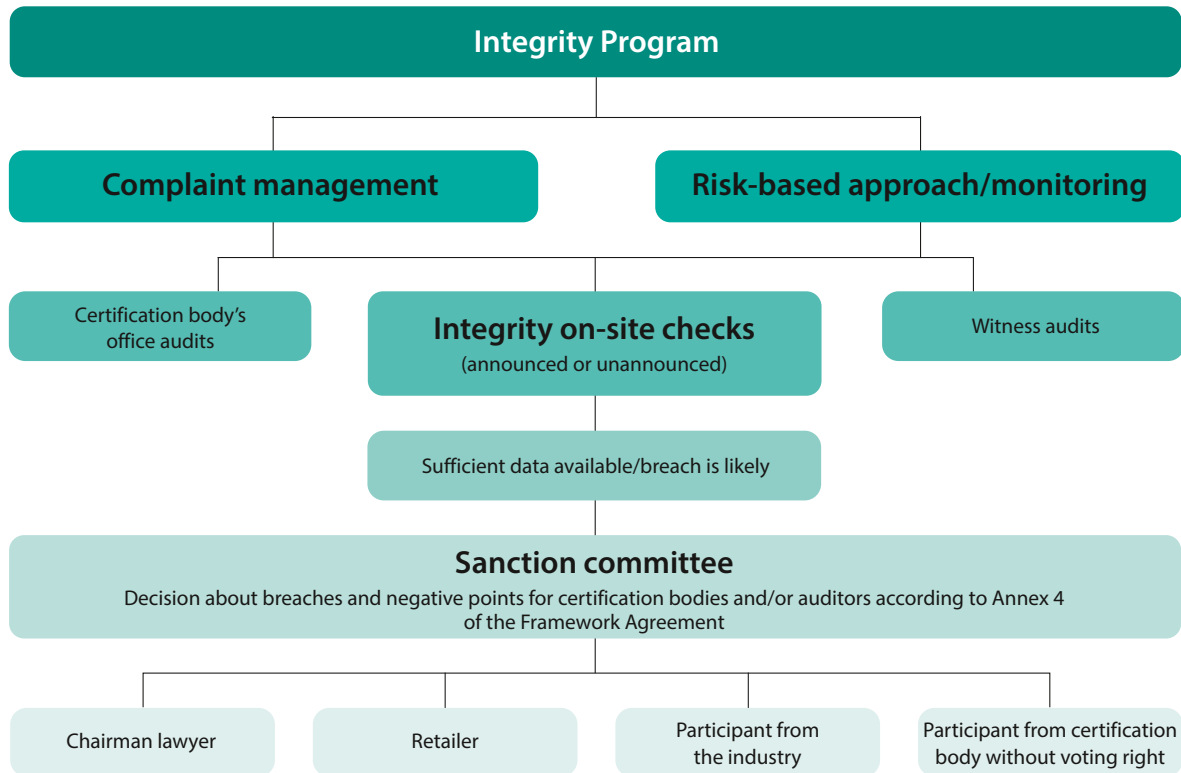 Integrity Program
Complaint management
Risk-based approach/monitoring
Certification body’s
office audits
Integrity on-site checks
(announced or unannounced)
Witness audits
Sufficient data available/breach is likely
Sanction committee
Decision about breaches and negative points for certification bodies and/or auditors according to Annex 4
of the Framework Agreement
Chairman lawyer
Retailer
Participant from
the industry
Participant from certification
body without voting right